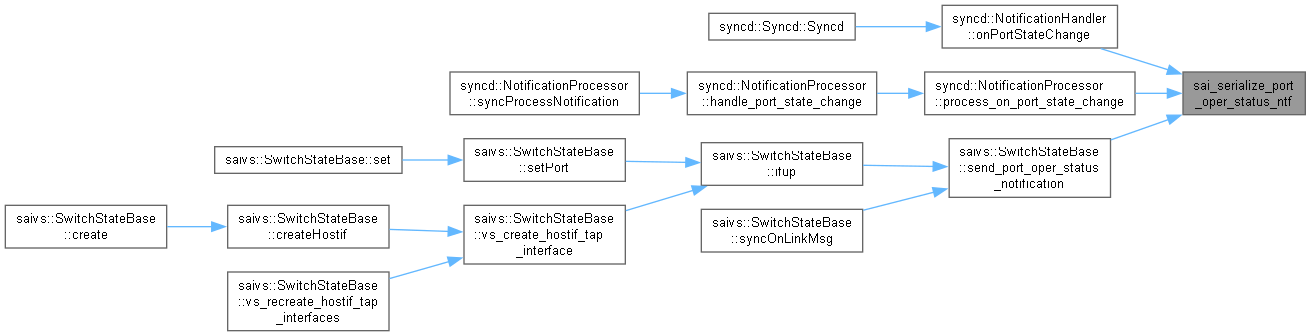 syncd::Syncd::Syncd
syncd::NotificationHandler
::onPortStateChange
syncd::NotificationProcessor
::syncProcessNotification
syncd::NotificationProcessor
::handle_port_state_change
syncd::NotificationProcessor
::process_on_port_state_change
sai_serialize_port
_oper_status_ntf
saivs::SwitchStateBase::set
saivs::SwitchStateBase
::setPort
saivs::SwitchStateBase
::ifup
saivs::SwitchStateBase
::send_port_oper_status
_notification
saivs::SwitchStateBase
::create
saivs::SwitchStateBase
::createHostif
saivs::SwitchStateBase
::vs_create_hostif_tap
_interface
saivs::SwitchStateBase
::syncOnLinkMsg
saivs::SwitchStateBase
::vs_recreate_hostif_tap
_interfaces